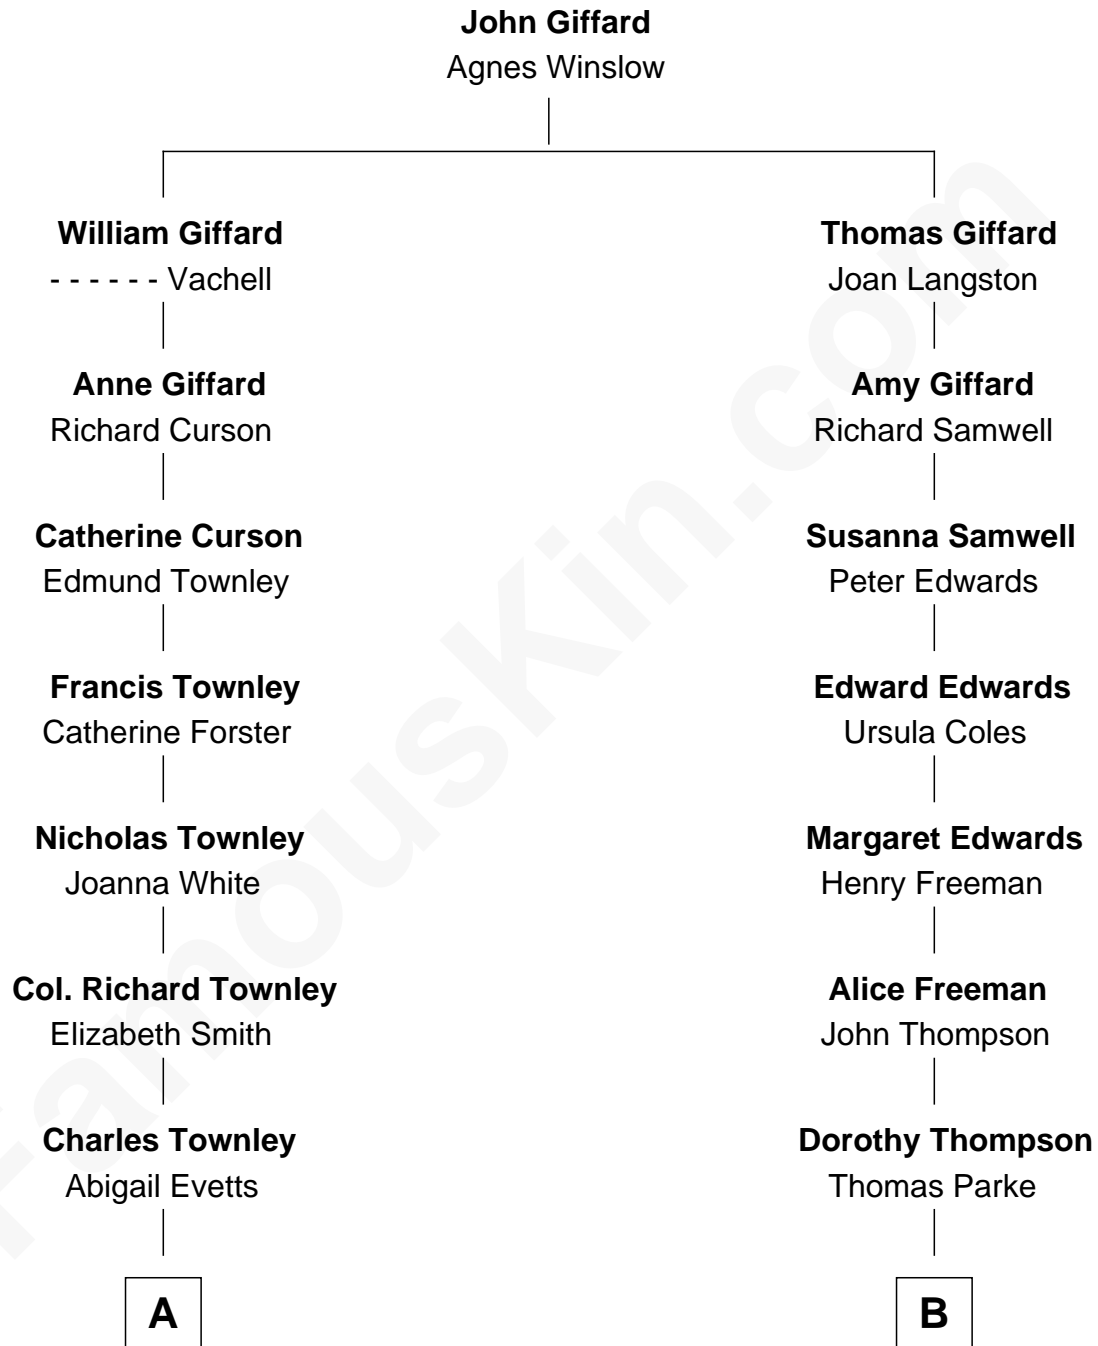 John Giffard
Agnes Winslow
William Giffard
- - - - - - Vachell
Anne Giffard
Richard Curson
Catherine Curson
Edmund Townley
Francis Townley
Catherine Forster
Nicholas Townley
Joanna White
Col. Richard Townley
Elizabeth Smith
Charles Townley
Abigail Evetts
A
Thomas Giffard
Joan Langston
Amy Giffard
Richard Samwell
Susanna Samwell
Peter Edwards
Edward Edwards
Ursula Coles
Margaret Edwards
Henry Freeman
Alice Freeman
John Thompson
Dorothy Thompson
Thomas Parke
B
FamousKin.com